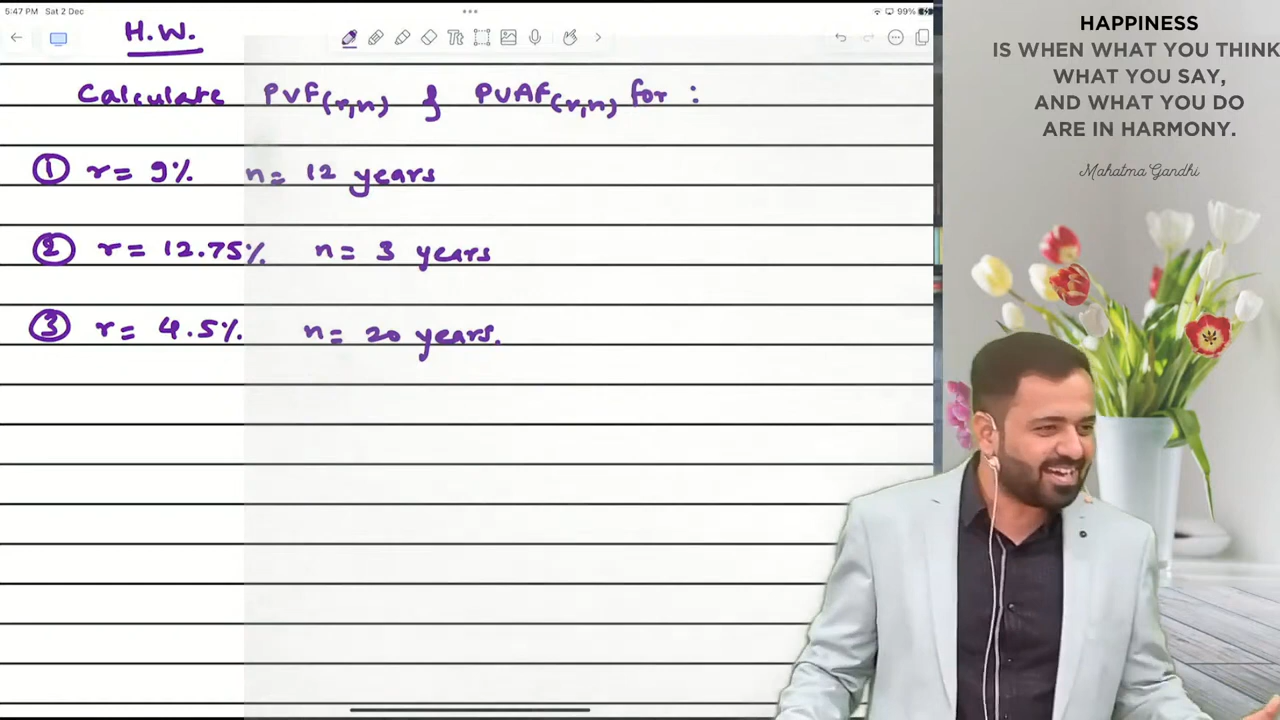 5:47 PM Sat 2 Dec
99%
H.W.
Calculate PVF(r,n) & PVAF(r,n) for :
① r = 9% n = 12 years
② r = 12.75% n = 3 years
③ r = 4.5% n = 20 years.
HAPPINESS
IS WHEN WHAT YOU THINK
WHAT YOU SAY,
AND WHAT YOU DO
ARE IN HARMONY.
Mahatma Gandhi